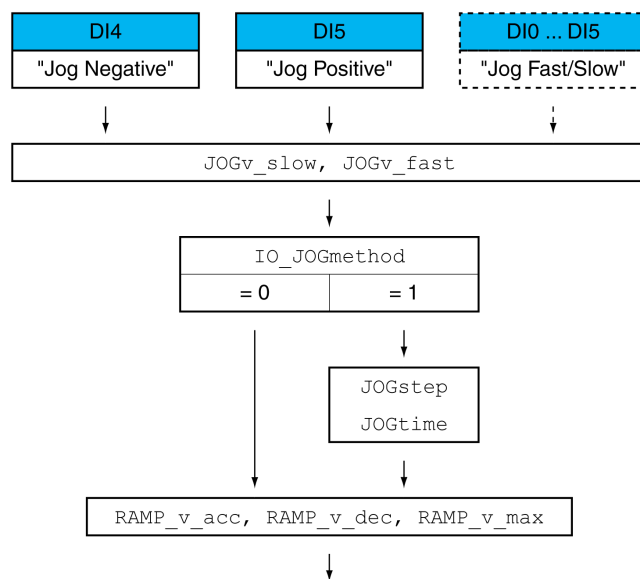 DI4
DI5
DI0 ... DI5
"Jog Negative"
"Jog Positive"
"Jog Fast/Slow"
JOGv_slow, JOGv_fast
IO_JOGmethod
= 0
= 1
JOGstep
JOGtime
RAMP_v_acc, RAMP_v_dec, RAMP_v_max